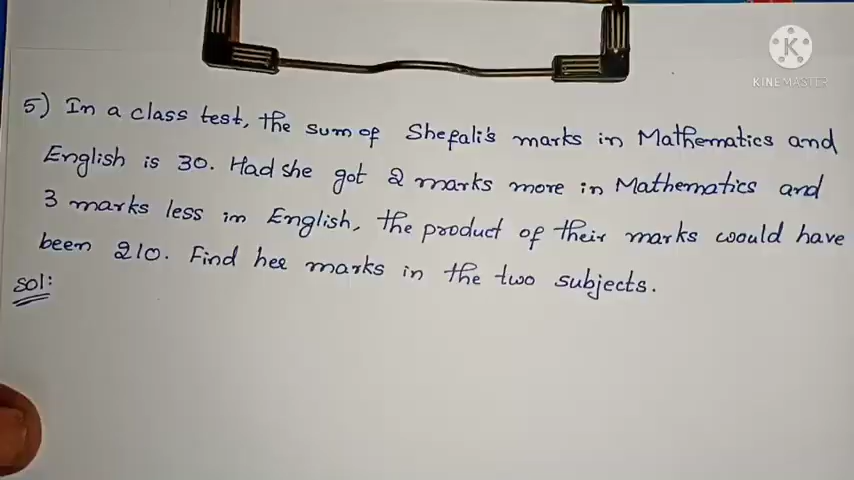 K
KINEMASTER
5) In a class test, the sum of Shefali's marks in Mathematics and
English is 30. Had she got 2 marks more in Mathematics and
3 marks less in English, the product of their marks would have
been 210. Find her marks in the two subjects.
Sol: